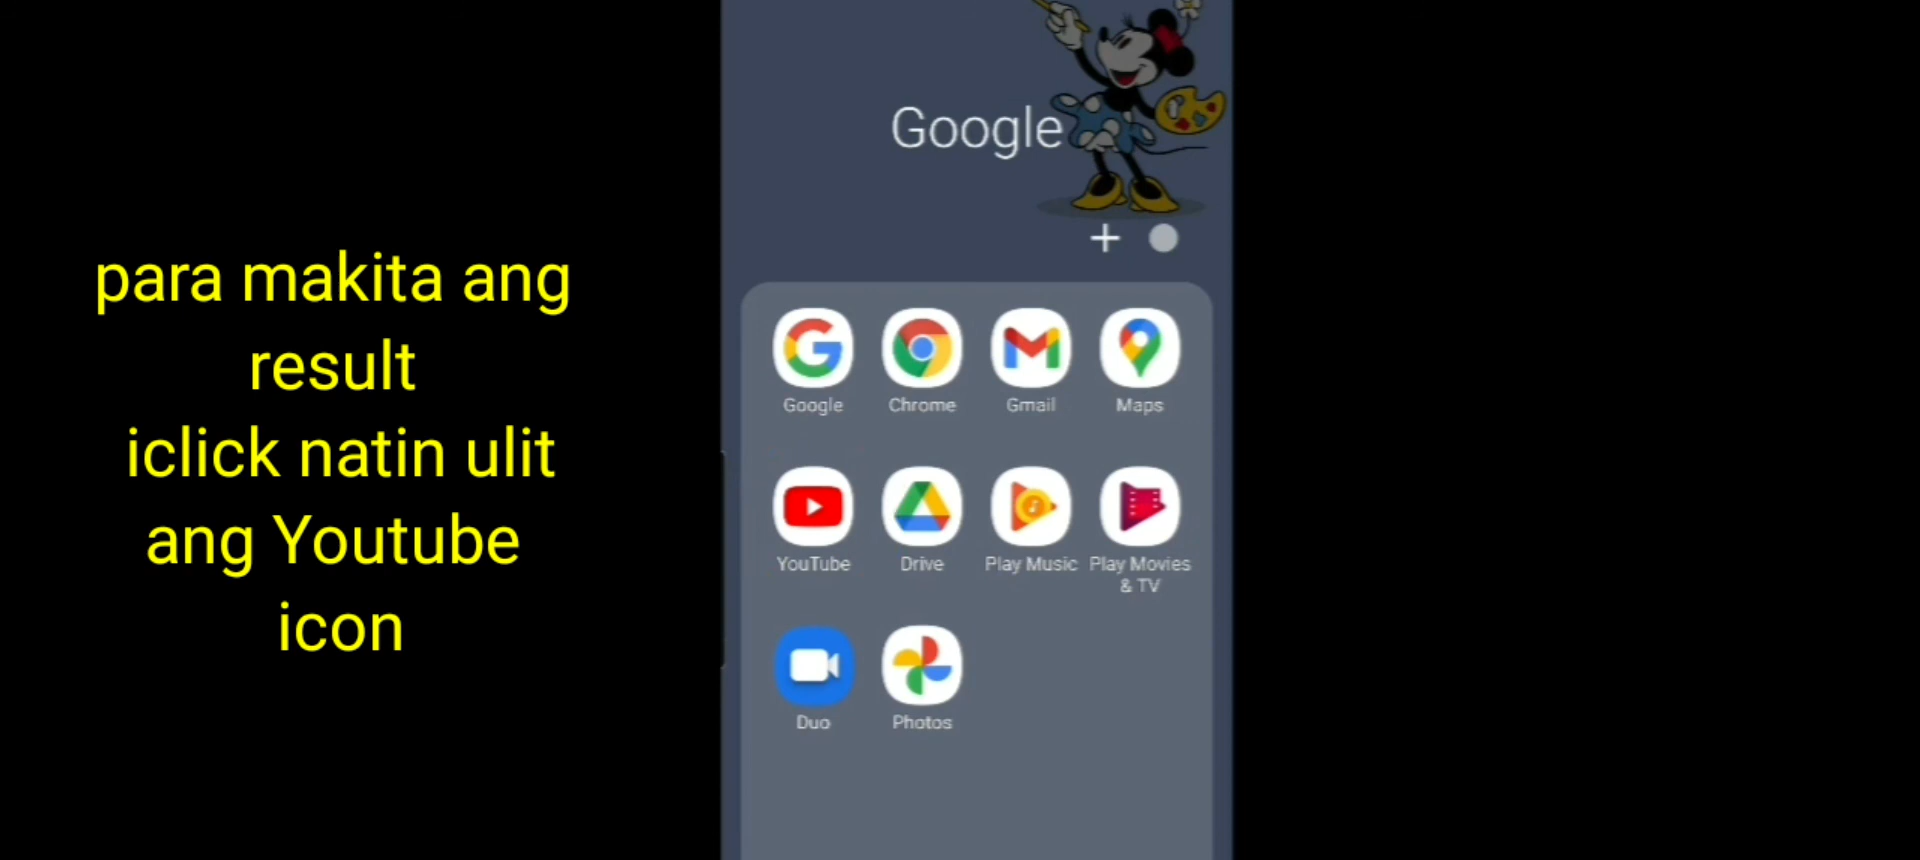 para makita ang
result
iclick natin ulit
ang Youtube
icon
Google
Google
Chrome
Gmail
Maps
YouTube
Drive
Play Music
Play Movies
& TV
Duo
Photos